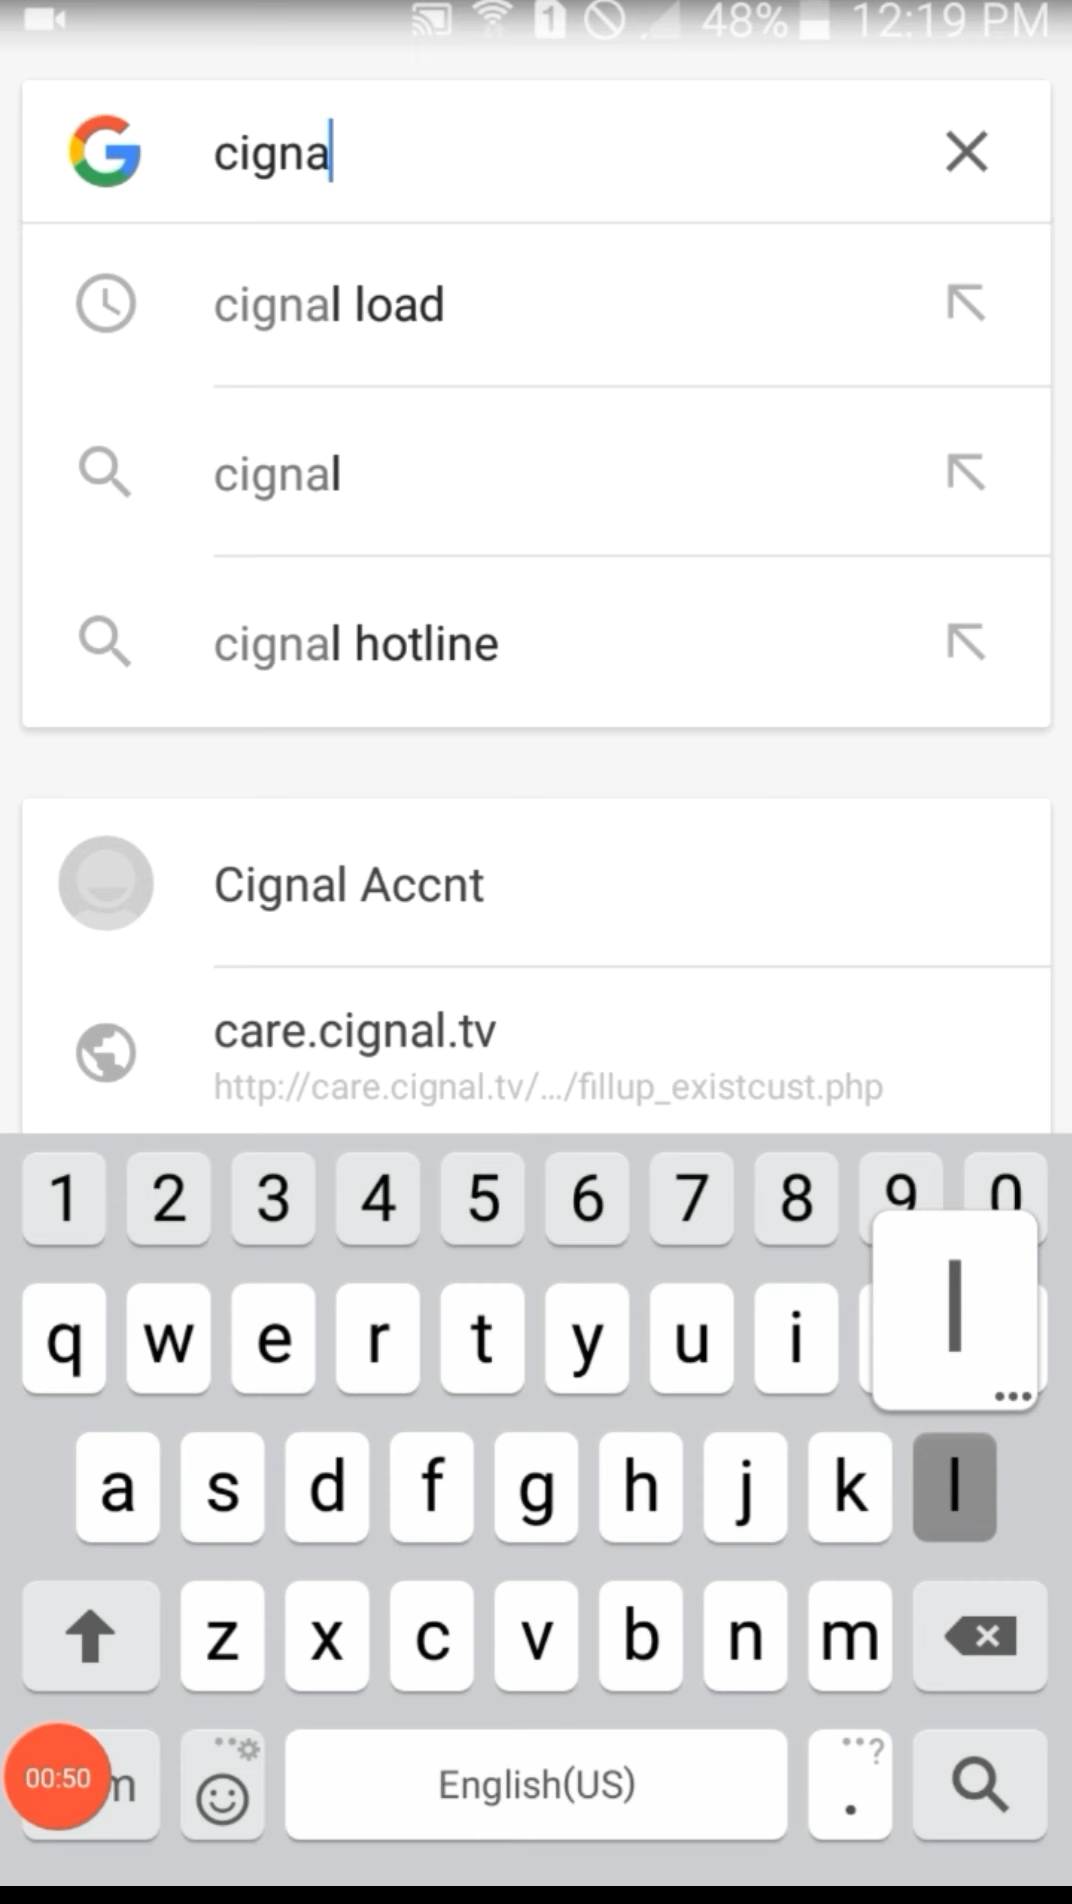 1 48% 12:19 PM
cigna
cignal load
cignal
cignal hotline
Cignal Accnt
care.cignal.tv
http://care.cignal.tv/.../fillup_existcust.php
1 2 3 4 5 6 7 8 9 0
q w e r t y u i l
a s d f g h j k l
z x c v b n m
00:50 m English(US) ? .